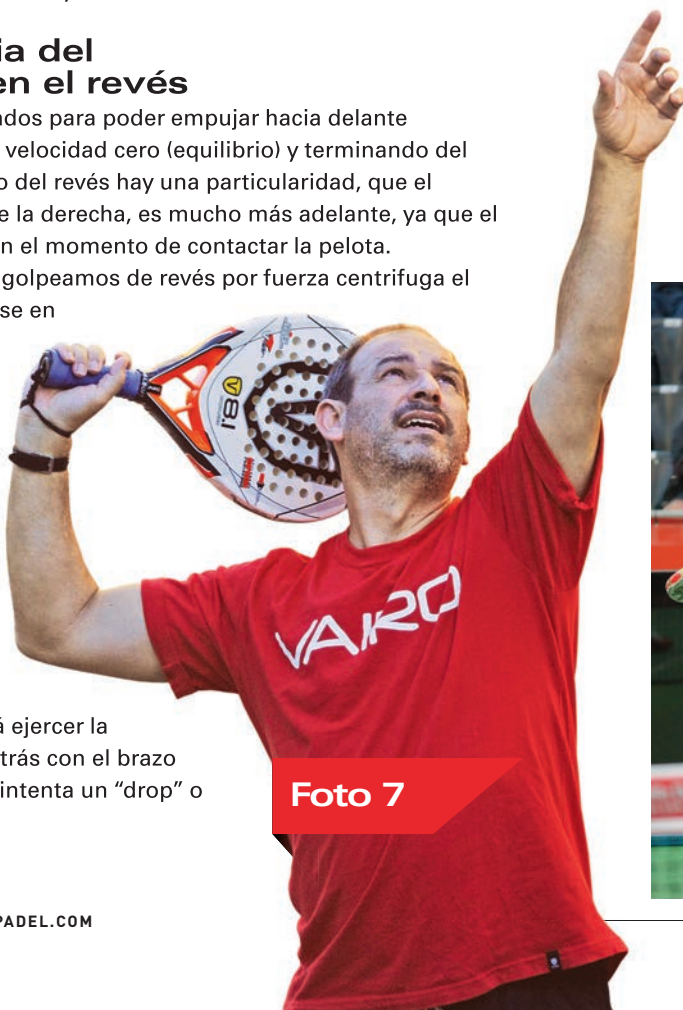 ia del
en el revés
ados para poder empujar hacia delante
velocidad cero (equilibrio) y terminando del
o del revés hay una particularidad, que el
e la derecha, es mucho más adelante, ya que el
n el momento de contactar la pelota.
golpeamos de revés por fuerza centrifuga el
se en
8.1
VAIRO
á ejercer la
trás con el brazo
intenta un “drop” o
Foto 7
PADEL.COM